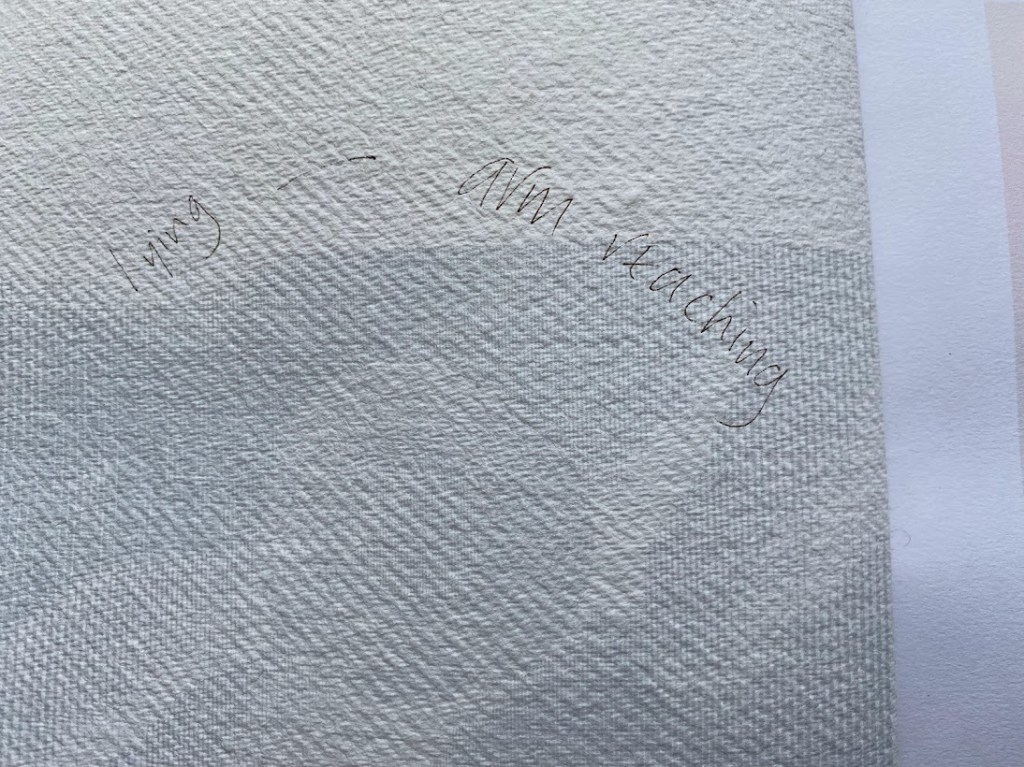 lying — arm reaching